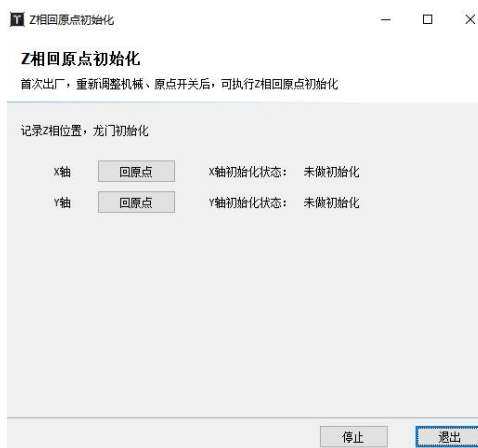 Z相回原点初始化
Z相回原点初始化
首次出厂，重新调整机械、原点开关后，可执行Z相回原点初始化
记录Z相位置，龙门初始化
X轴 回原点 X轴初始化状态： 未做初始化
Y轴 回原点 Y轴初始化状态： 未做初始化
停止 退出